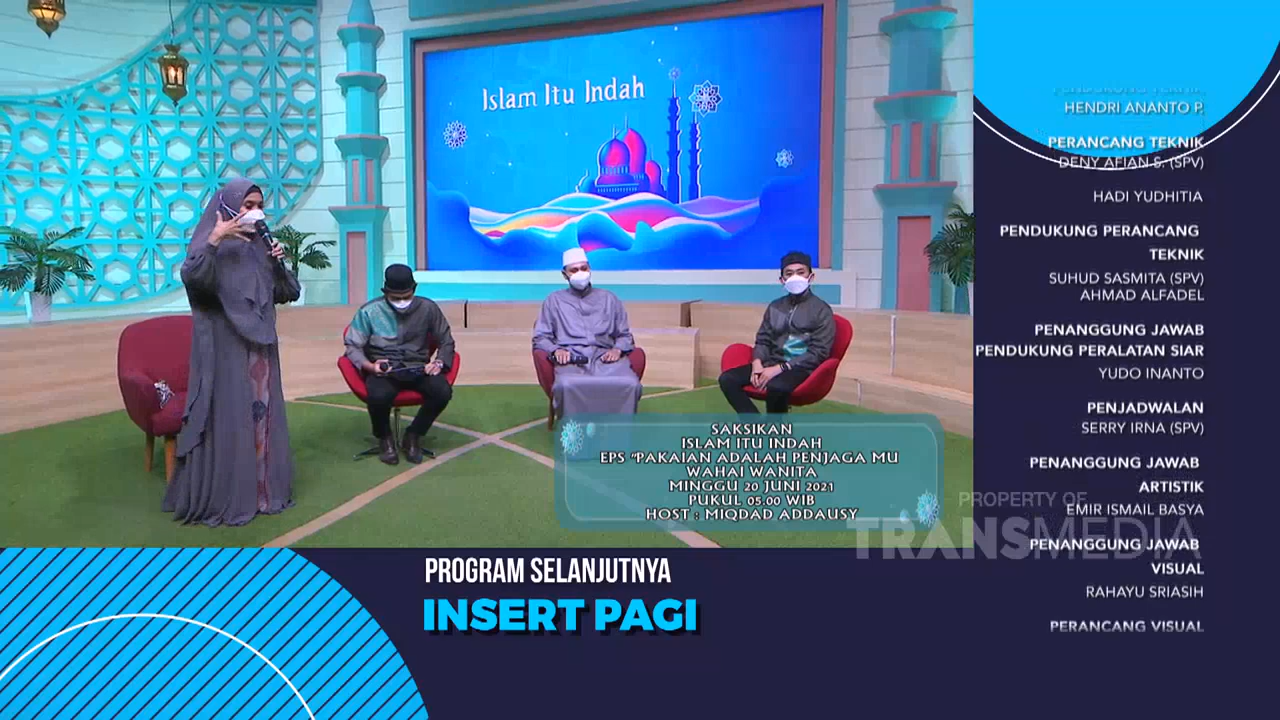 Islam Itu Indah
SAKSIKAN
ISLAM ITU INDAH
EPS "PAKAIAN ADALAH PENJAGA MU
WAHAI WANITA
MINGGU 20 JUNI 2021
PUKUL 05.00 WIB
HOST : MIQDAD ADDAUSY
PROGRAM SELANJUTNYA
INSERT PAGI
PENDUKUNG TEKNIK
HENDRI ANANTO P.
PERANCANG TEKNIK
DENY AFIAN S. (SPV)
HADI YUDHITIA
PENDUKUNG PERANCANG
TEKNIK
SUHUD SASMITA (SPV)
AHMAD ALFADEL
PENANGGUNG JAWAB
PENDUKUNG PERALATAN SIAR
YUDO INANTO
PENJADWALAN
SERRY IRNA (SPV)
PENANGGUNG JAWAB
ARTISTIK
EMIR ISMAIL BASYA
PENANGGUNG JAWAB
VISUAL
RAHAYU SRIASIH
PERANCANG VISUAL
PROPERTY OF
TRANSMEDIA